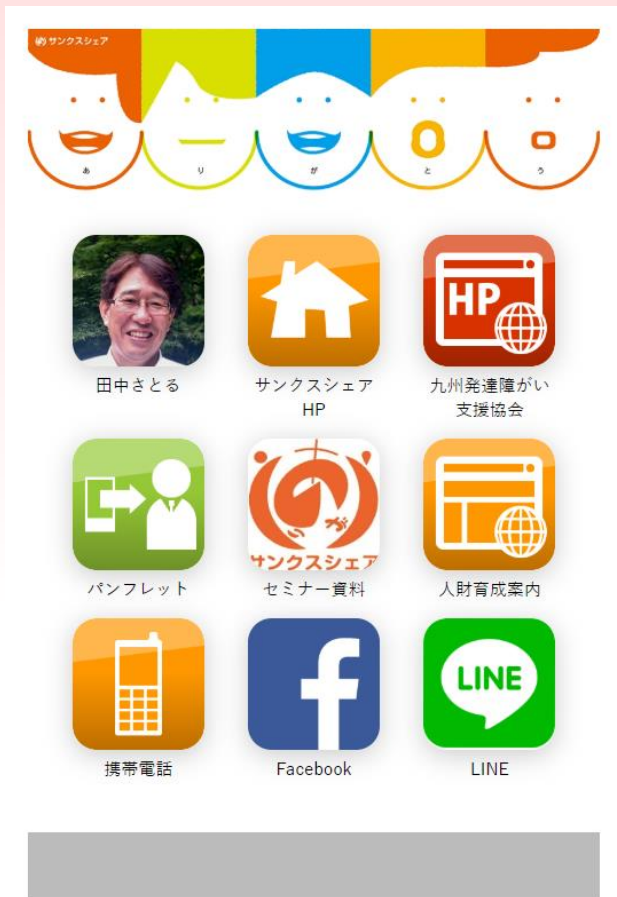 サンクスシェア
あ り が と う
田中さとる
サンクスシェア
HP
HP
九州発達障がい
支援協会
パンフレット
のが
サンクスシェア
セミナー資料
人財育成案内
携帯電話
f
Facebook
LINE
LINE